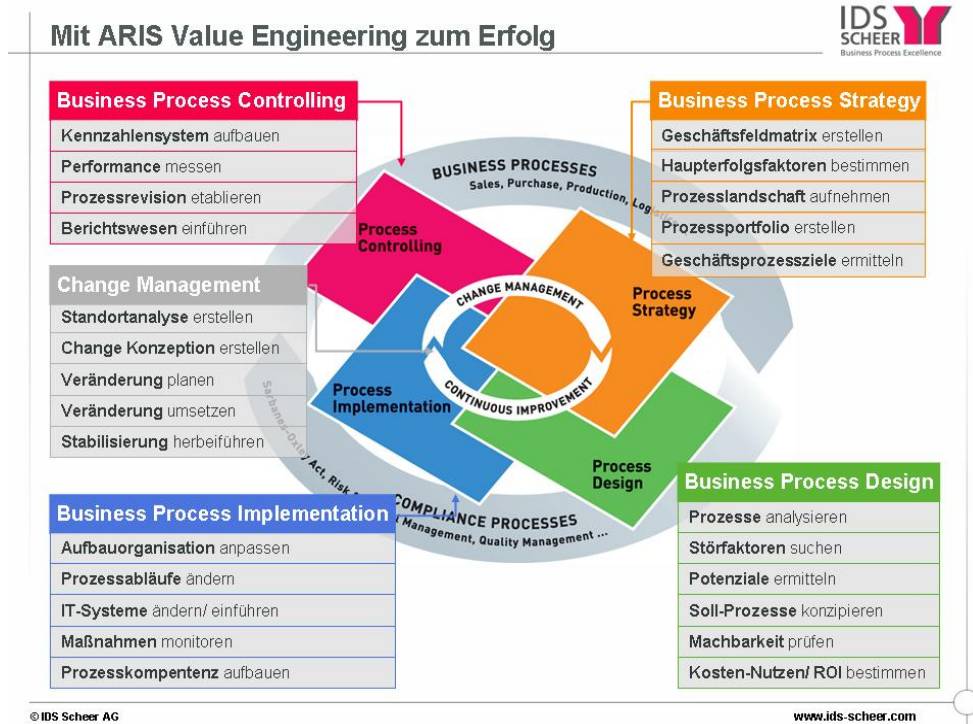 Mit ARIS Value Engineering zum Erfolg
IDS
SCHEER
Business Process Excellence
Business Process Controlling
Kennzahlensystem aufbauen
Performance messen
Prozessrevision etablieren
Berichtswesen einführen
Business Process Strategy
Geschäftsfeldmatrix erstellen
Haupterfolgsfaktoren bestimmen
Prozesslandschaft aufnehmen
Prozessportfolio erstellen
Geschäftsprozessziele ermitteln
BUSINESS PROCESSES
Sales, Purchase, Production, Logistics
Process
Controlling
Process
Strategy
CHANGE MANAGEMENT
CONTINUOUS IMPROVEMENT
Process
Implementation
Process
Design
Change Management
Standortanalyse erstellen
Change Konzeption erstellen
Veränderung planen
Veränderung umsetzen
Stabilisierung herbeiführen
COMPLIANCE PROCESSES
Sarbanes-Oxley Act, Risk Management, Quality Management ...
Business Process Implementation
Aufbauorganisation anpassen
Prozessabläufe ändern
IT-Systeme ändern/ einführen
Maßnahmen monitoren
Prozesskompetenz aufbauen
Business Process Design
Prozesse analysieren
Störfaktoren suchen
Potenziale ermitteln
Soll-Prozesse konzipieren
Machbarkeit prüfen
Kosten-Nutzen/ ROI bestimmen
© IDS Scheer AG
www.ids-scheer.com